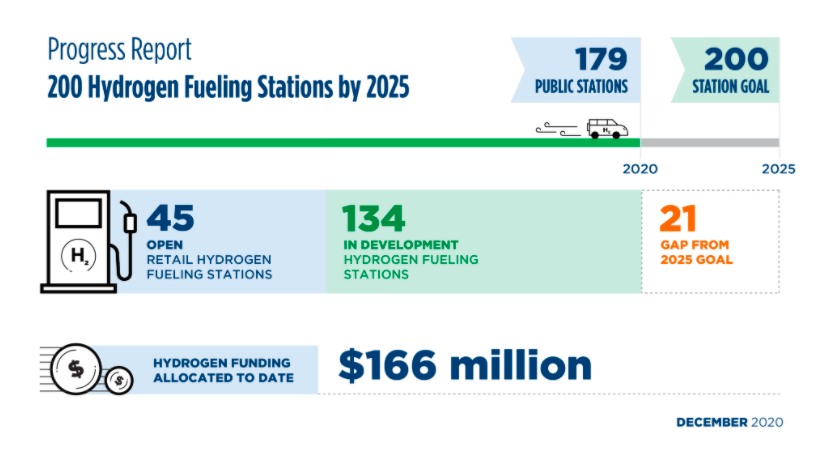 Progress Report
200 Hydrogen Fueling Stations by 2025
179
PUBLIC STATIONS
200
STATION GOAL
H2
2020
2025
H2
45
OPEN
RETAIL HYDROGEN
FUELING STATIONS
134
IN DEVELOPMENT
HYDROGEN FUELING
STATIONS
21
GAP FROM
2025 GOAL
$
$
HYDROGEN FUNDING
ALLOCATED TO DATE
$166 million
DECEMBER 2020